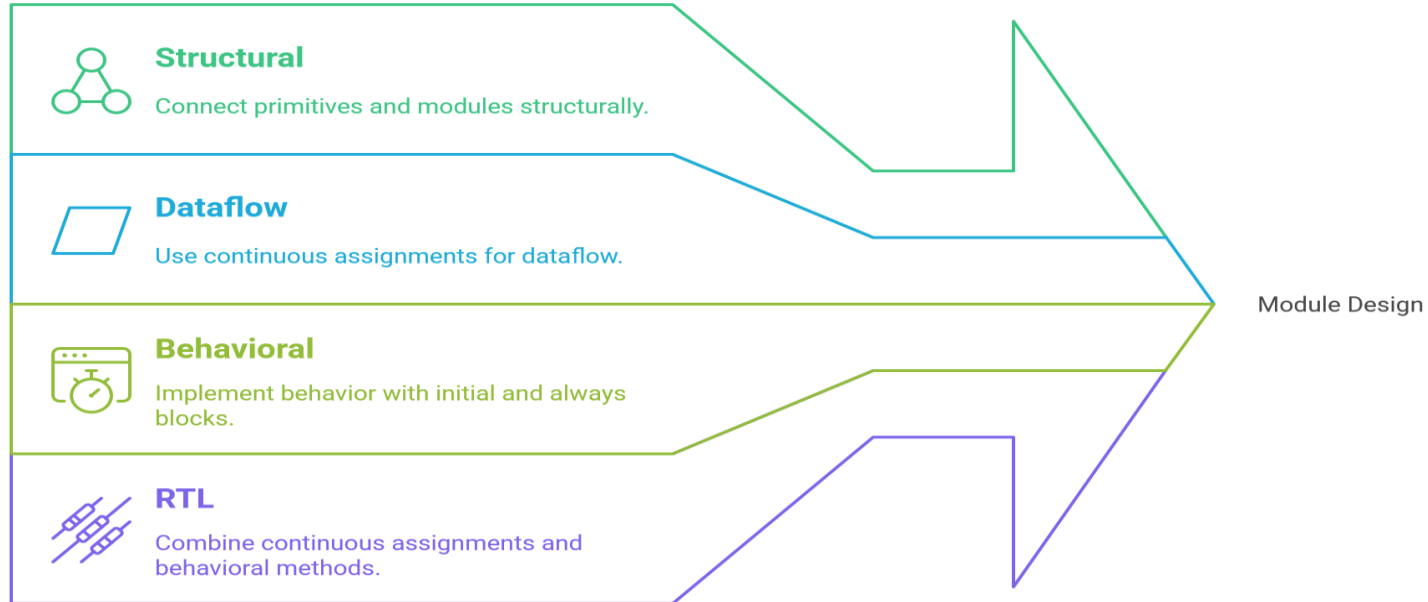 Structural
Connect primitives and modules structurally.
Dataflow
Use continuous assignments for dataflow.
Module Design
Behavioral
Implement behavior with initial and always
blocks.
RTL
Combine continuous assignments and
behavioral methods.